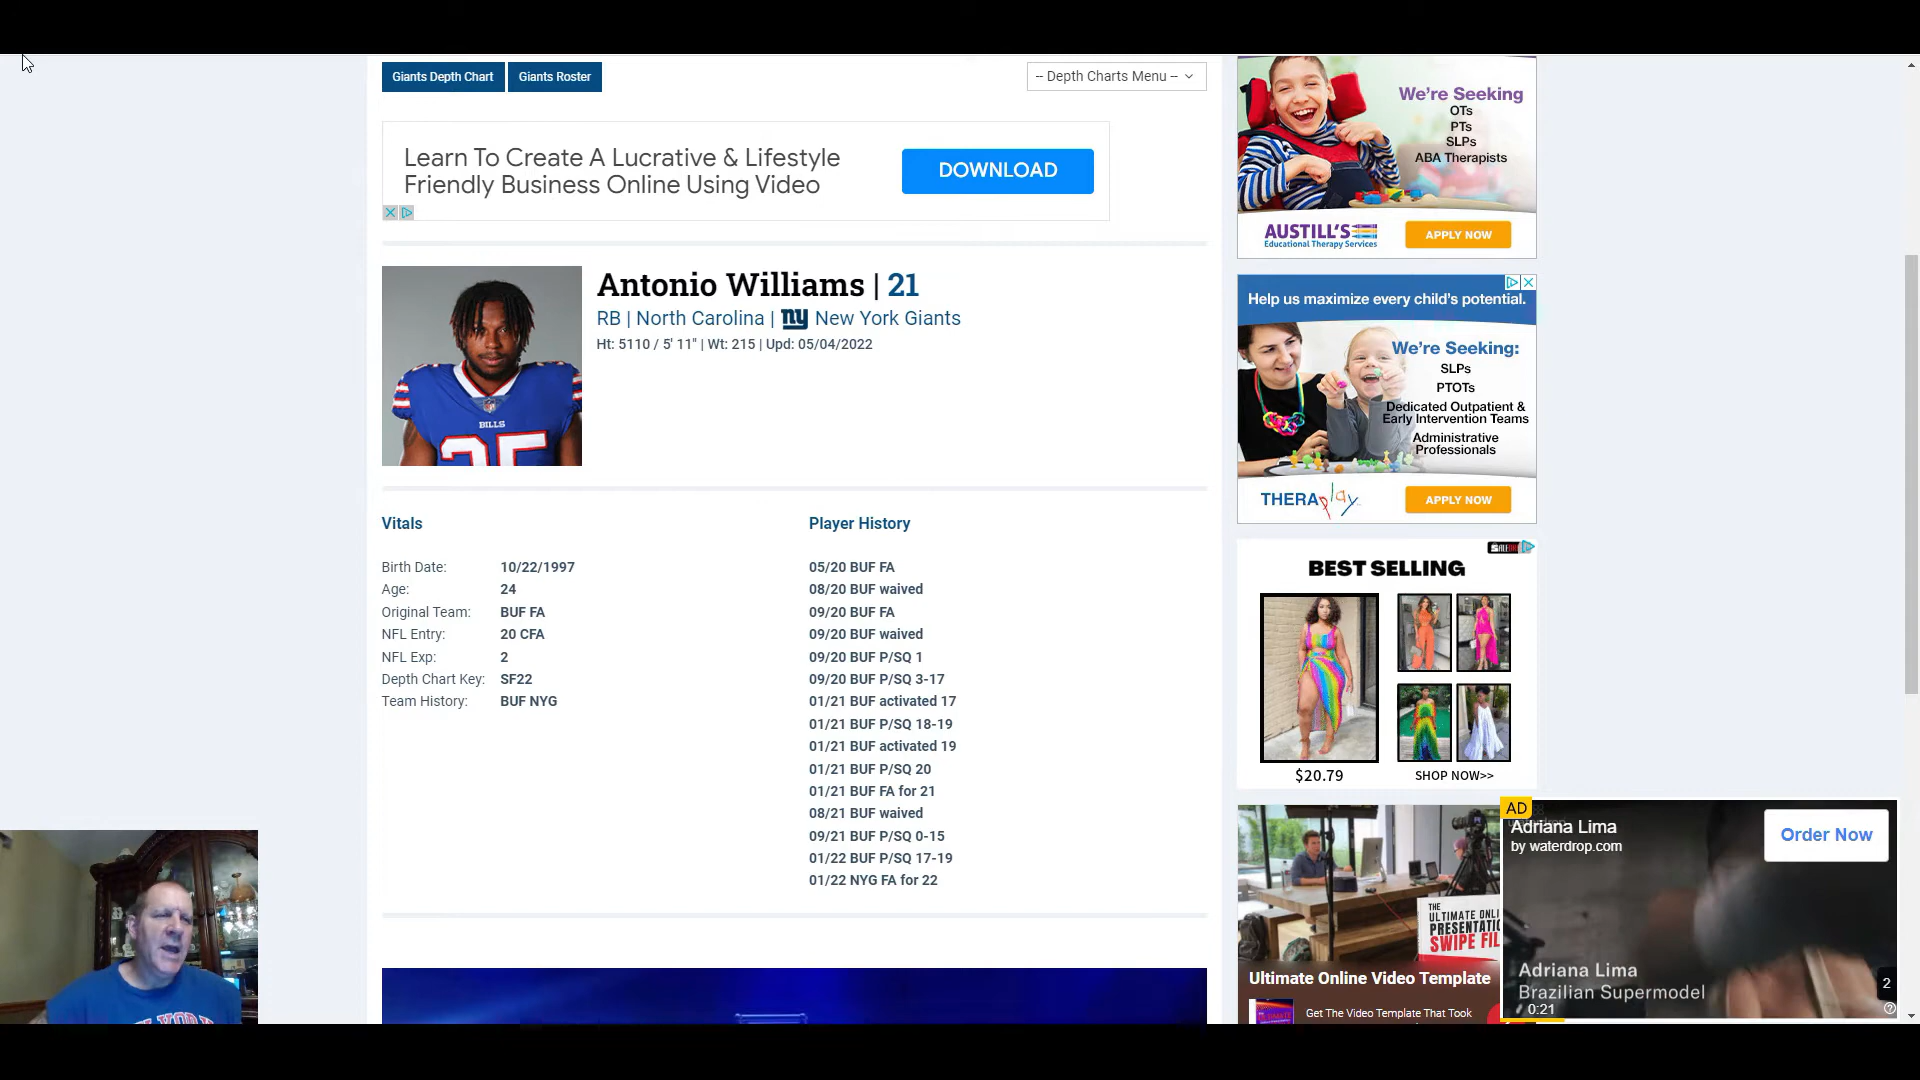 Giants Depth Chart
Giants Roster
-- Depth Charts Menu --
Learn To Create A Lucrative & Lifestyle
Friendly Business Online Using Video
DOWNLOAD
Antonio Williams | 21
RB | North Carolina | ny New York Giants
Ht: 5110 / 5' 11" | Wt: 215 | Upd: 05/04/2022
BILLS
Vitals
Birth Date: 10/22/1997
Age: 24
Original Team: BUF FA
NFL Entry: 20 CFA
NFL Exp: 2
Depth Chart Key: SF22
Team History: BUF NYG
Player History
05/20 BUF FA
08/20 BUF waived
09/20 BUF FA
09/20 BUF waived
09/20 BUF P/SQ 1
09/20 BUF P/SQ 3-17
01/21 BUF activated 17
01/21 BUF P/SQ 18-19
01/21 BUF activated 19
01/21 BUF P/SQ 20
01/21 BUF FA for 21
08/21 BUF waived
09/21 BUF P/SQ 0-15
01/22 BUF P/SQ 17-19
01/22 NYG FA for 22
We're Seeking
OTs
PTs
SLPs
ABA Therapists
AUSTILL'S
Educational Therapy Services
APPLY NOW
Help us maximize every child's potential.
We're Seeking:
SLPs
PTOTs
Dedicated Outpatient &
Early Intervention Teams
Administrative
Professionals
THERAplay
APPLY NOW
BEST SELLING
$20.79
SHOP NOW>>
THE
ULTIMATE ONLI
PRESENTATIO
SWIPE FIL
Ultimate Online Video Template
Get The Video Template That Took
AD
Adriana Lima
by waterdrop.com
Order Now
Adriana Lima
Brazilian Supermodel
0:21
2